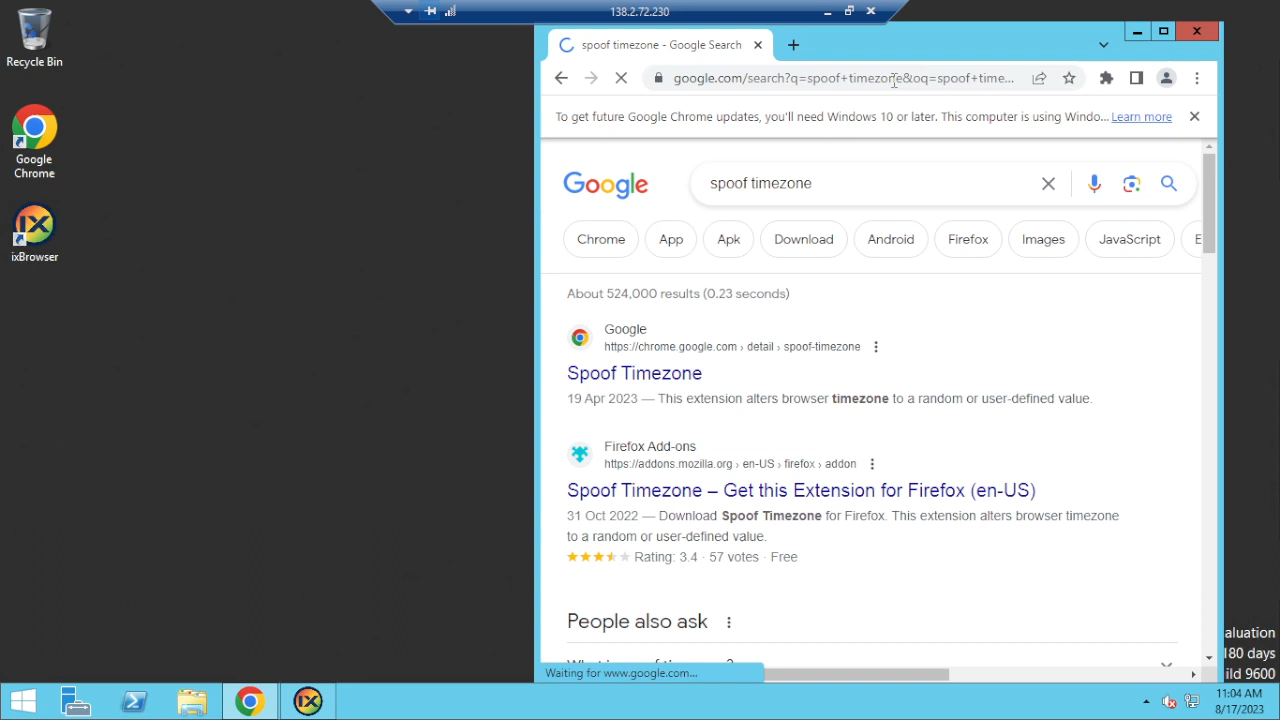 138.2.72.230
Recycle Bin
Google
Chrome
ixBrowser
spoof timezone - Google Search
google.com/search?q=spoof+timezone&oq=spoof+time...
To get future Google Chrome updates, you'll need Windows 10 or later. This computer is using Windo... Learn more
Google
spoof timezone
Chrome
App
Apk
Download
Android
Firefox
Images
JavaScript
E
About 524,000 results (0.23 seconds)
Google
https://chrome.google.com › detail › spoof-timezone
Spoof Timezone
19 Apr 2023 — This extension alters browser timezone to a random or user-defined value.
Firefox Add-ons
https://addons.mozilla.org › en-US › firefox › addon
Spoof Timezone – Get this Extension for Firefox (en-US)
31 Oct 2022 — Download Spoof Timezone for Firefox. This extension alters browser timezone
to a random or user-defined value.
Rating: 3.4 · 57 votes · Free
People also ask
Waiting for www.google.com...
aluation
180 days
ild 9600
11:04 AM
8/17/2023